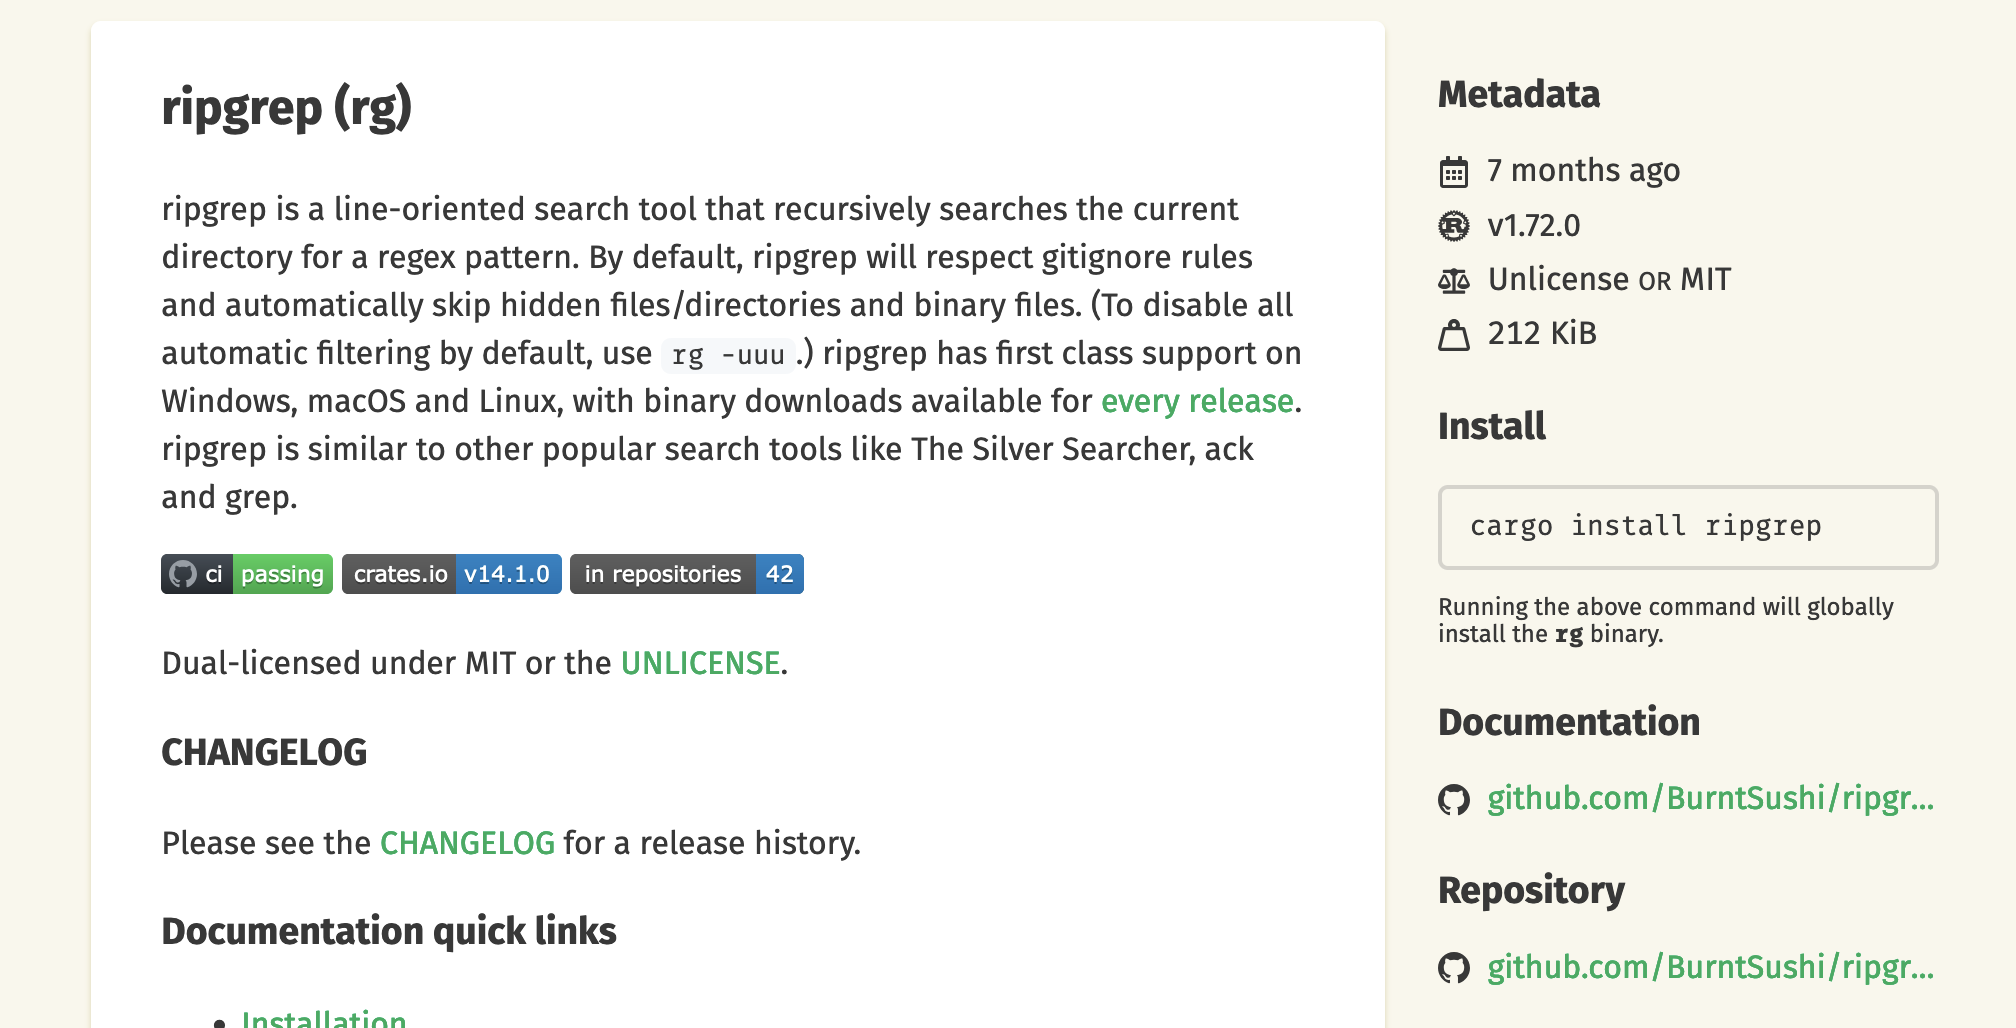 ripgrep (rg)
ripgrep is a line-oriented search tool that recursively searches the current
directory for a regex pattern. By default, ripgrep will respect gitignore rules
and automatically skip hidden files/directories and binary files. (To disable all
automatic filtering by default, use rg -uuu.) ripgrep has first class support on
Windows, macOS and Linux, with binary downloads available for every release.
ripgrep is similar to other popular search tools like The Silver Searcher, ack
and grep.
ci passing crates.io v14.1.0 in repositories 42
Dual-licensed under MIT or the UNLICENSE.
CHANGELOG
Please see the CHANGELOG for a release history.
Documentation quick links
• Installation
Metadata
7 months ago
v1.72.0
Unlicense OR MIT
212 KiB
Install
cargo install ripgrep
Running the above command will globally
install the rg binary.
Documentation
github.com/BurntSushi/ripgr...
Repository
github.com/BurntSushi/ripgr...